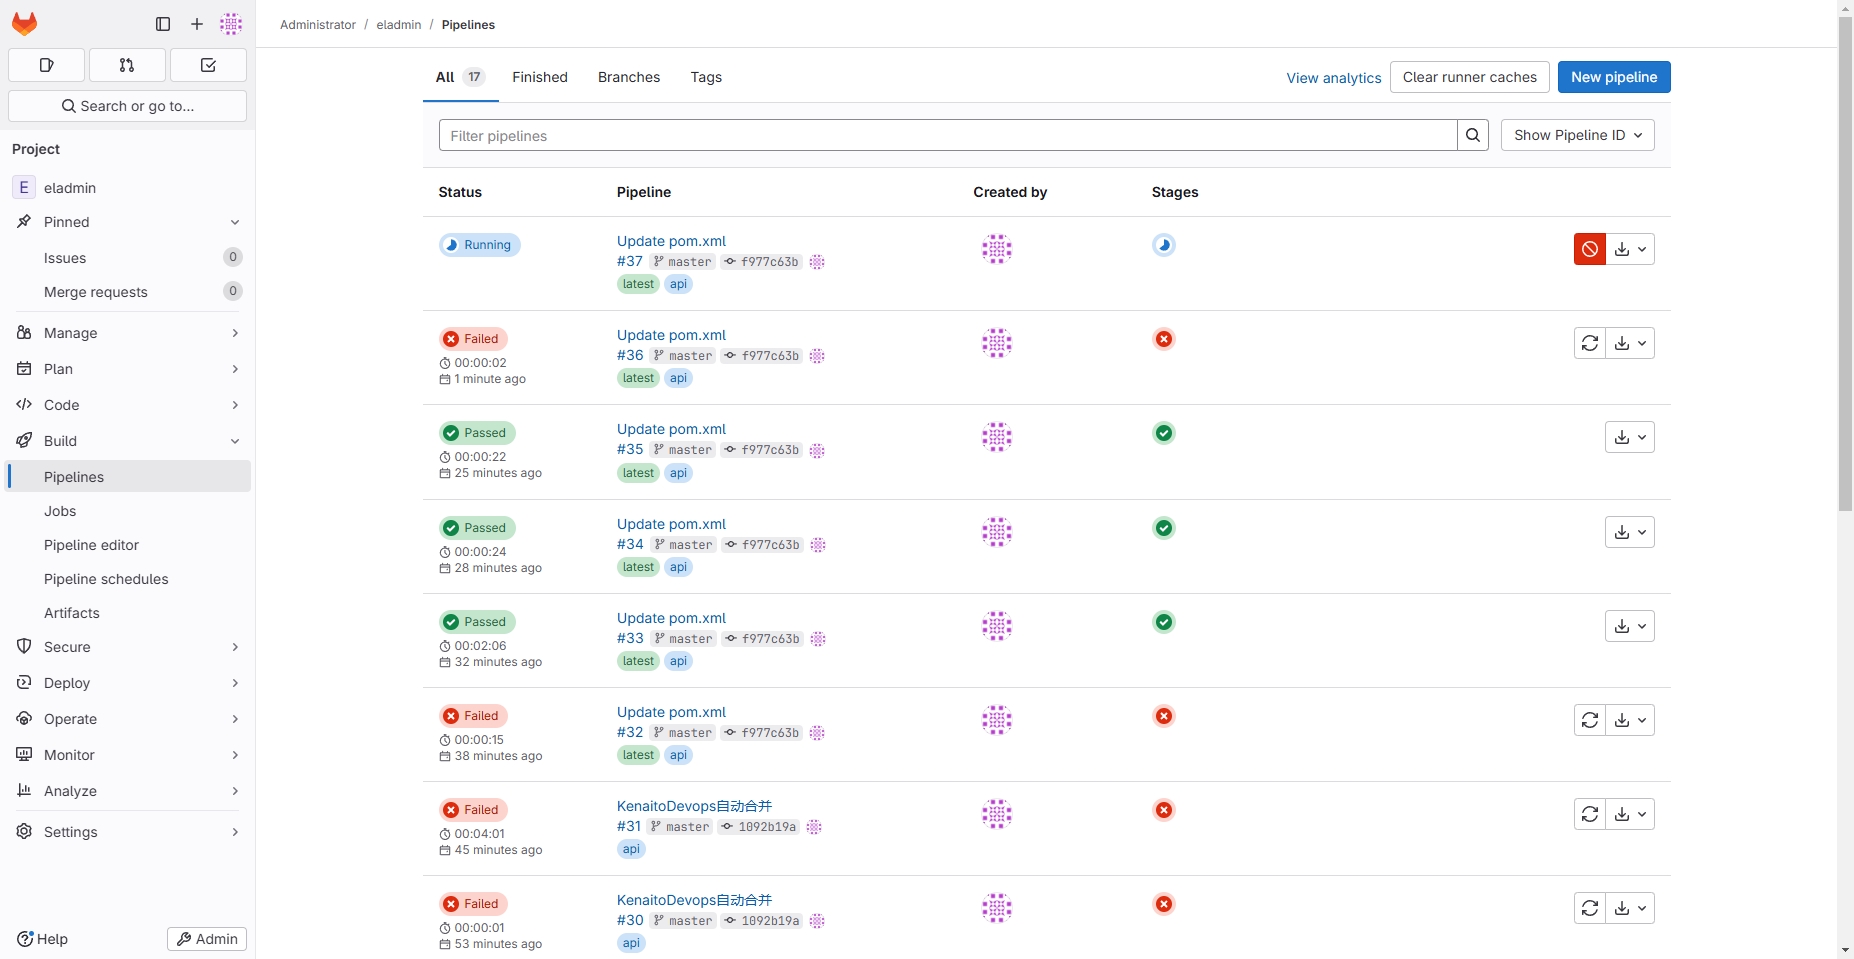 Administrator / eladmin / Pipelines
Search or go to...
Project
E eladmin
Pinned
Issues 0
Merge requests 0
Manage
Plan
Code
Build
Pipelines
Jobs
Pipeline editor
Pipeline schedules
Artifacts
Secure
Deploy
Operate
Monitor
Analyze
Settings
Help
Admin
All 17 Finished Branches Tags View analytics Clear runner caches New pipeline
Filter pipelines Show Pipeline ID
Status Pipeline Created by Stages
Running
Update pom.xml
#37 master f977c63b
latest api
Failed
00:00:02
1 minute ago
Update pom.xml
#36 master f977c63b
latest api
Passed
00:00:22
25 minutes ago
Update pom.xml
#35 master f977c63b
latest api
Passed
00:00:24
28 minutes ago
Update pom.xml
#34 master f977c63b
latest api
Passed
00:02:06
32 minutes ago
Update pom.xml
#33 master f977c63b
latest api
Failed
00:00:15
38 minutes ago
Update pom.xml
#32 master f977c63b
latest api
Failed
00:04:01
45 minutes ago
KenaitoDevops自动合并
#31 master 1092b19a
api
Failed
00:00:01
53 minutes ago
KenaitoDevops自动合并
#30 master 1092b19a
api